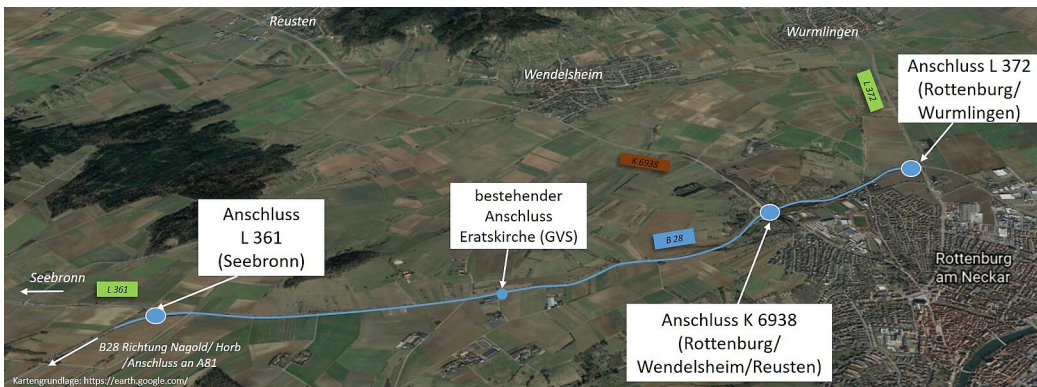 Reusten
Wurmlingen
Wendelsheim
Anschluss L 372
(Rottenburg/
Wurmlingen)
L 372
K 6938
bestehender
Anschluss
Eratskirche (GVS)
Anschluss
L 361
(Seebronn)
B 28
Rottenburg
am Neckar
Seebronn
L 361
Anschluss K 6938
(Rottenburg/
Wendelsheim/Reusten)
B28 Richtung Nagold/ Horb
/Anschluss an A81
Kartengrundlage: https://earth.google.com/